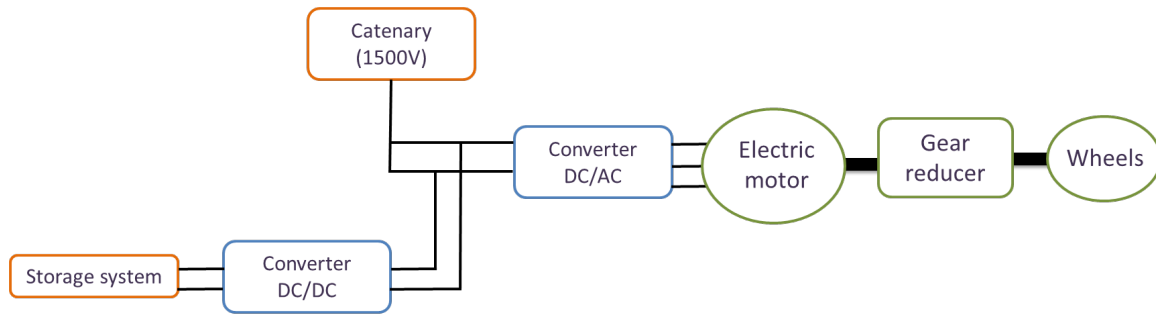 Catenary
(1500V)
Converter
DC/AC
Electric
motor
Gear
reducer
Wheels
Storage system
Converter
DC/DC